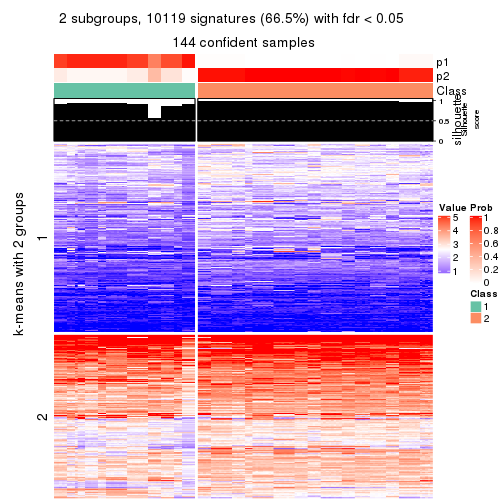 2 subgroups, 10119 signatures (66.5%) with fdr < 0.05
144 confident samples
p1
p2
Class
1
0.5
0
silhouette
Silhouette
score
k-means with 2 groups
1
2
Value
5
4
3
2
1
Prob
1
0.8
0.6
0.4
0.2
0
Class
1
2